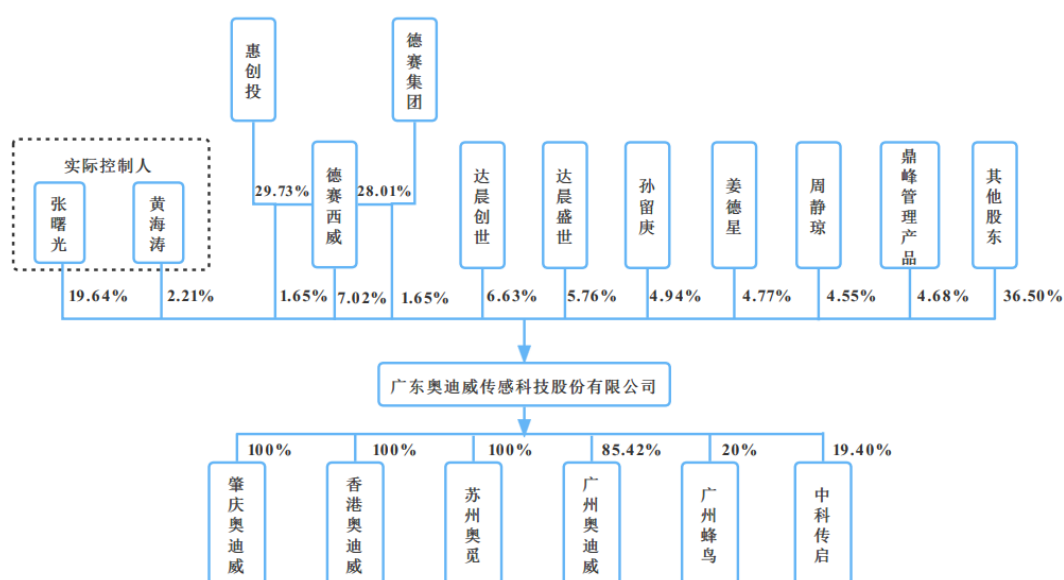 惠创投
德赛集团
实际控制人
张曙光
黄海涛
29.73%
德赛西威
28.01%
达晨创世
达晨盛世
孙留庚
姜德星
周静琼
鼎峰管理产品
其他股东
19.64%
2.21%
1.65%
7.02%
1.65%
6.63%
5.76%
4.94%
4.77%
4.55%
4.68%
36.50%
广东奥迪威传感科技股份有限公司
100%
100%
100%
85.42%
20%
19.40%
肇庆奥迪威
香港奥迪威
苏州奥觅
广州奥迪威
广州蜂鸟
中科传启